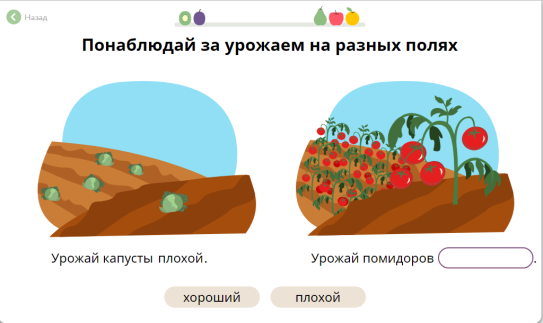 Назад
Понаблюдай за урожаем на разных полях
Урожай капусты плохой.
Урожай помидоров .
хороший
плохой